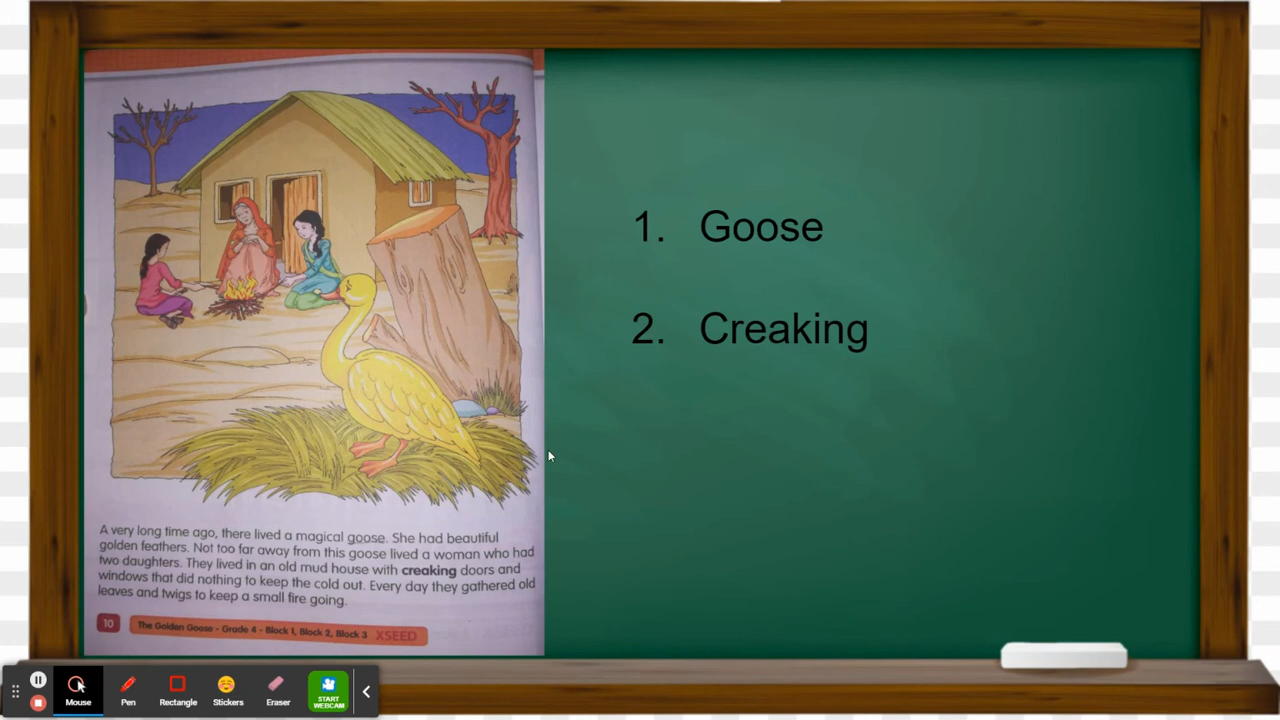 A very long time ago, there lived a magical goose. She had beautiful
golden feathers. Not too far away from this goose lived a woman who had
two daughters. They lived in an old mud house with creaking doors and
windows that did nothing to keep the cold out. Every day they gathered old
leaves and twigs to keep a small fire going.
10
The Golden Goose - Grade 4 - Block 1, Block 2, Block 3 XSEED
1. Goose
2. Creaking
Mouse
Pen
Rectangle
Stickers
Eraser
START
WEBCAM